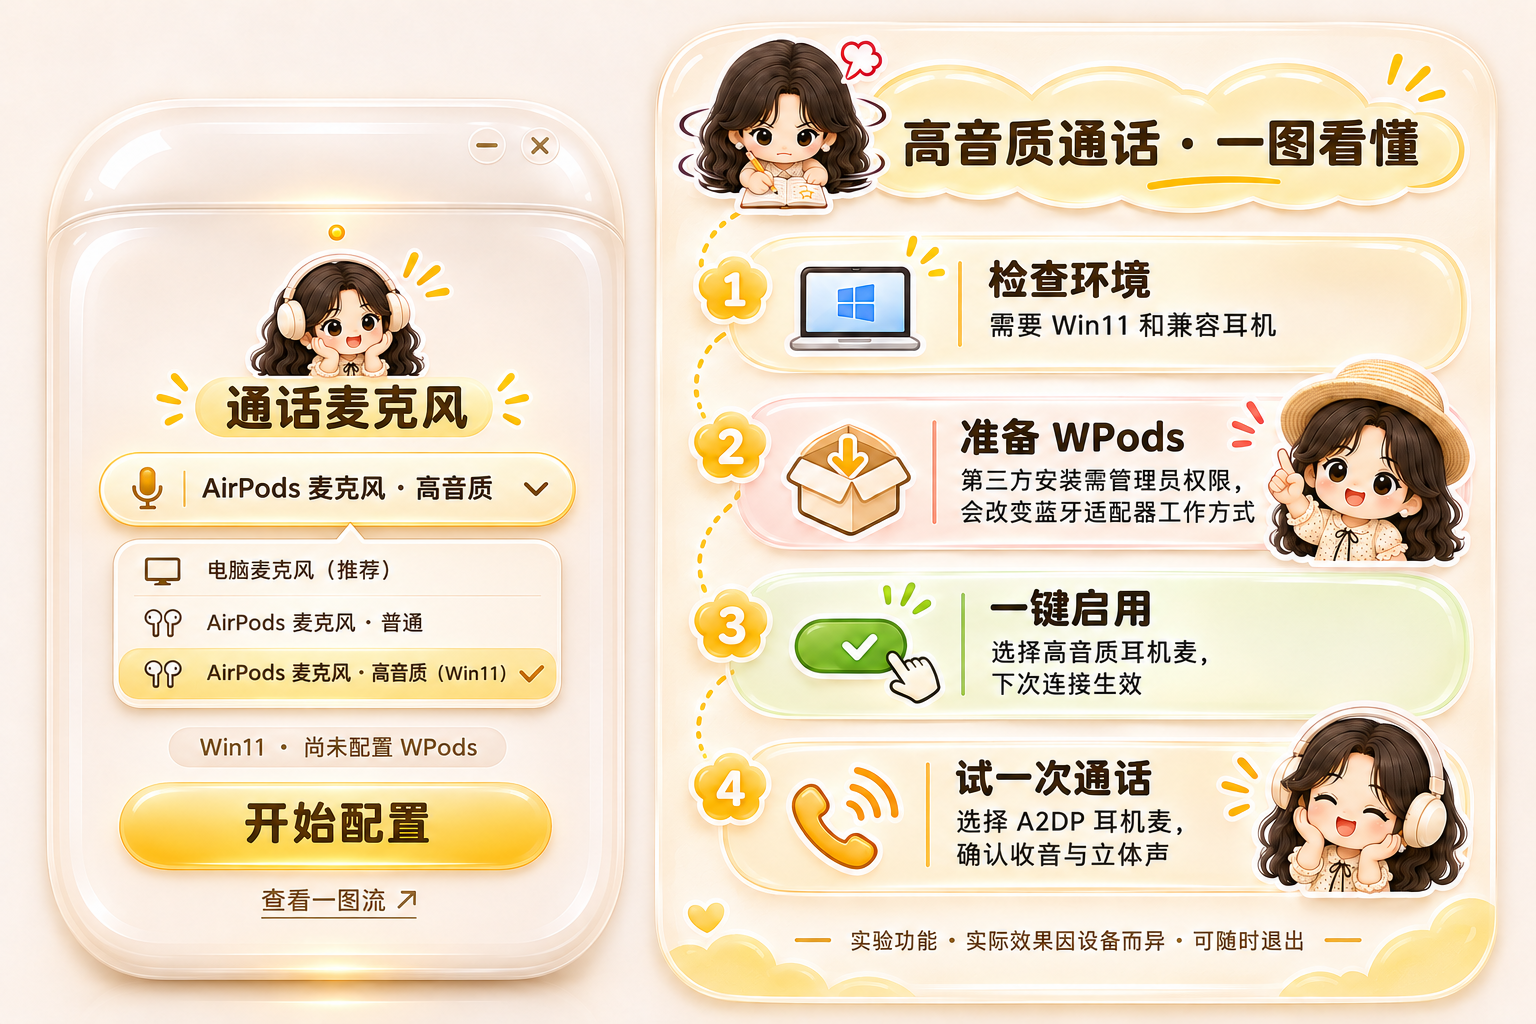 通话麦克风
AirPods 麦克风 · 高音质
电脑麦克风（推荐）
AirPods 麦克风 · 普通
AirPods 麦克风 · 高音质（Win11）
Win11 · 尚未配置 WPods
开始配置
查看一图流
高音质通话 · 一图看懂
1
检查环境
需要 Win11 和兼容耳机
2
准备 WPods
第三方安装需管理员权限，
会改变蓝牙适配器工作方式
3
一键启用
选择高音质耳机麦，
下次连接生效
4
试一次通话
选择 A2DP 耳机麦，
确认收音与立体声
实验功能 · 实际效果因设备而异 · 可随时退出